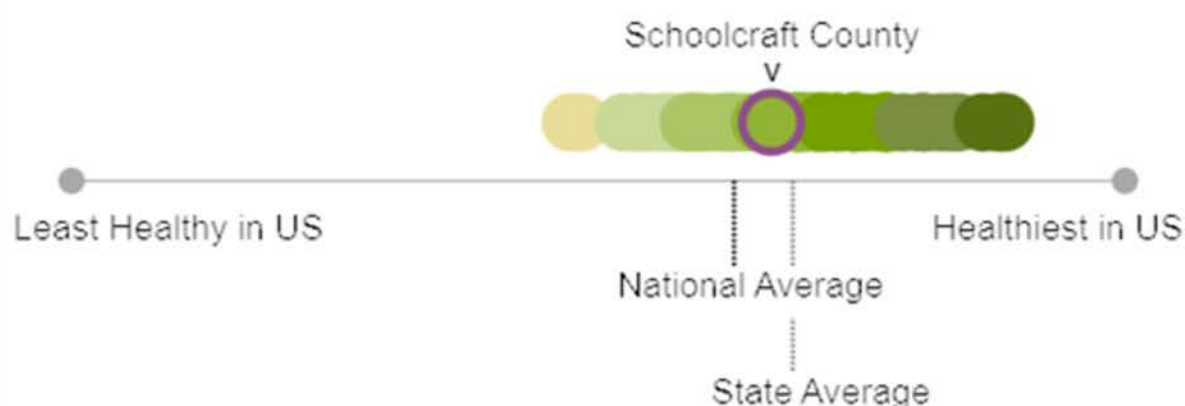 Schoolcraft County
v
Least Healthy in US
Healthiest in US
National Average
State Average